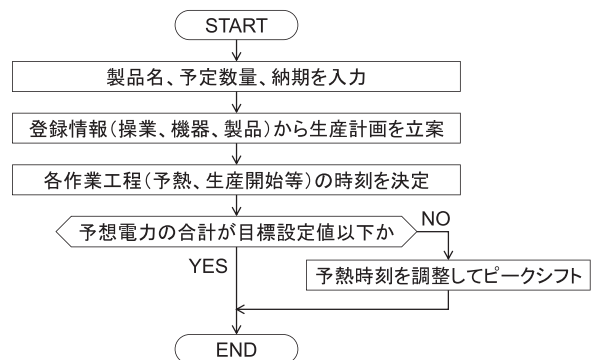 START
製品名、予定数量、納期を入力
登録情報(操業、機器、製品)から生産計画を立案
各作業工程(予熱、生産開始等)の時刻を決定
予想電力の合計が目標設定値以下か
NO
YES
予熱時刻を調整してピークシフト
END